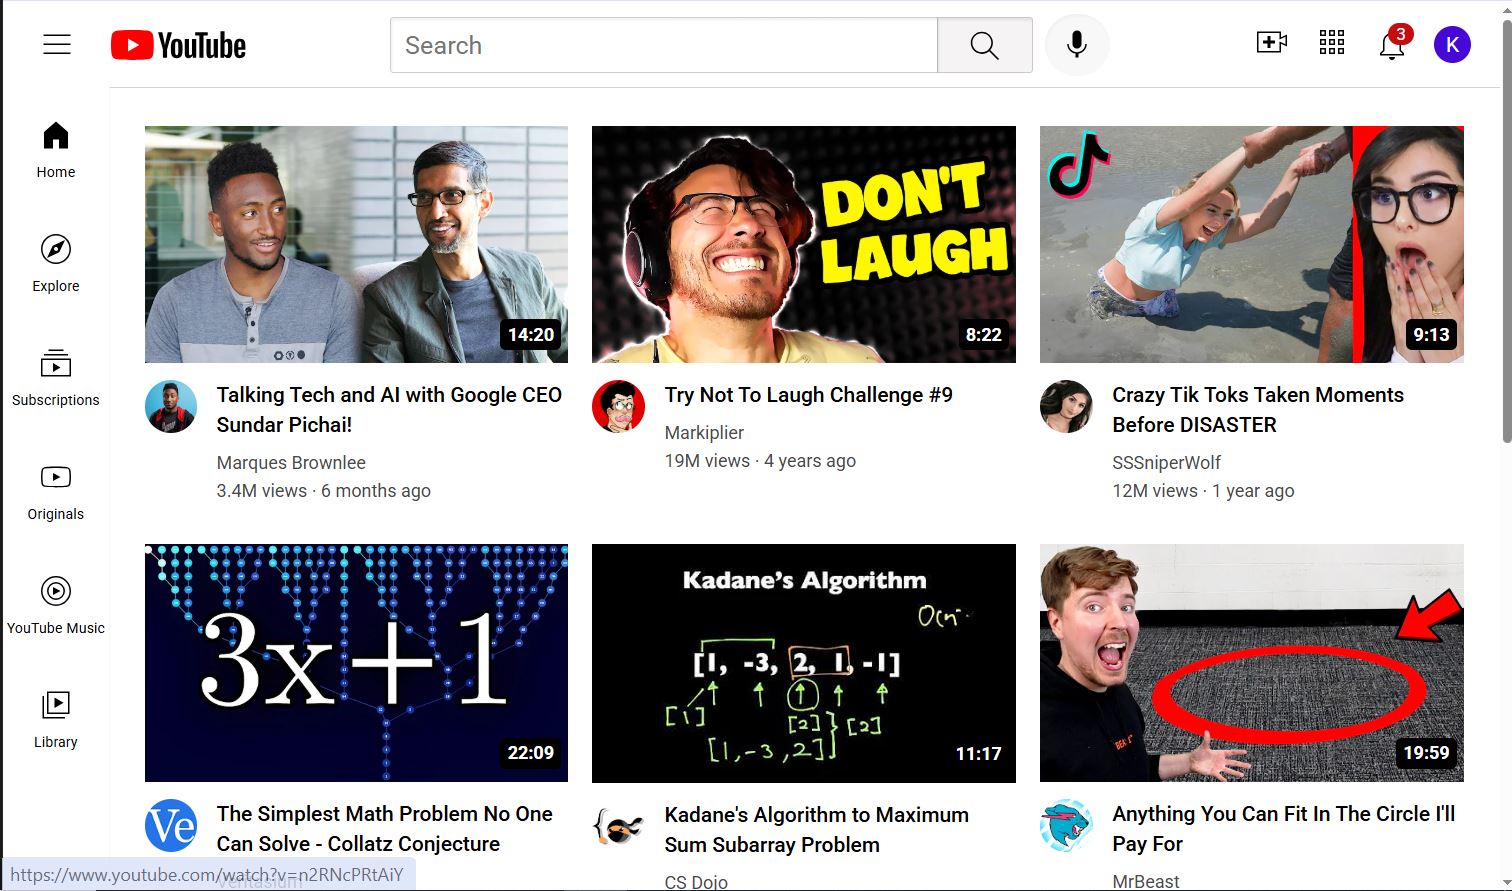 YouTube
Search
3
K
Home
Explore
Subscriptions
Originals
YouTube Music
Library
14:20
Talking Tech and AI with Google CEO
Sundar Pichai!
Marques Brownlee
3.4M views · 6 months ago
DON'T
LAUGH
8:22
Try Not To Laugh Challenge #9
Markiplier
19M views · 4 years ago
9:13
Crazy Tik Toks Taken Moments
Before DISASTER
SSSniperWolf
12M views · 1 year ago
3x+1
22:09
Ve
The Simplest Math Problem No One
Can Solve - Collatz Conjecture
Veritasium
Kadane's Algorithm
[1, -3, 2, 1, -1]
[1]
[2]
[2]
[1,-3,2]
11:17
Kadane's Algorithm to Maximum
Sum Subarray Problem
CS Dojo
19:59
Anything You Can Fit In The Circle I'll
Pay For
MrBeast
https://www.youtube.com/watch?v=n2RNcPRtAiY